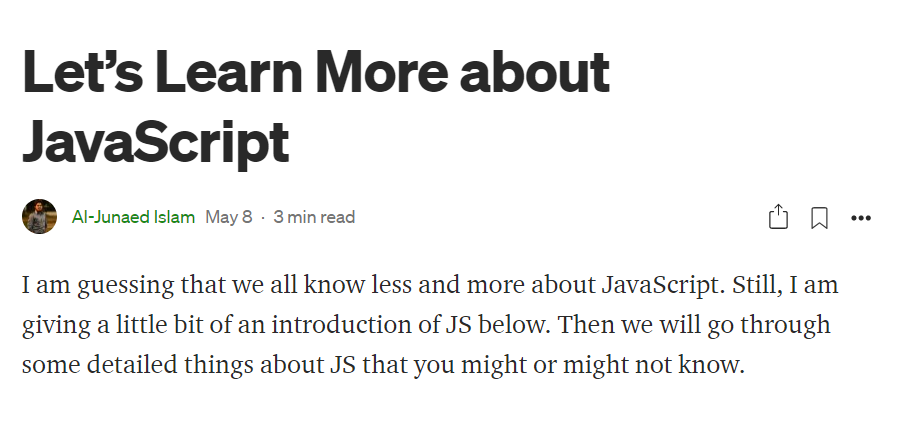 Let’s Learn More about
JavaScript
Al-Junaed Islam May 8 · 3 min read
I am guessing that we all know less and more about JavaScript. Still, I am
giving a little bit of an introduction of JS below. Then we will go through
some detailed things about JS that you might or might not know.